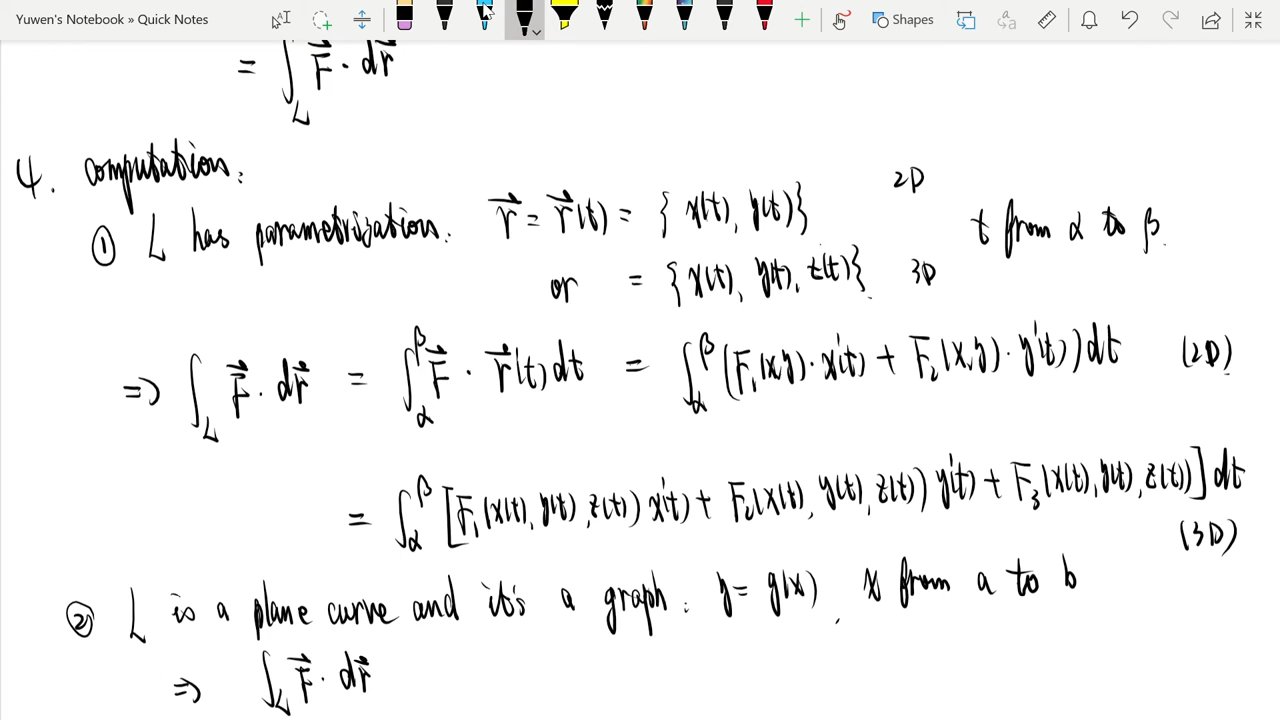 Yuwen's Notebook » Quick Notes Shapes
= ∫_L F⃗ · dr⃗
4. computation:
① L has parametrization. r⃗ = r⃗(t) = { x(t), y(t)} 2D t from α to β.
or = {x(t), y(t), z(t)}. 3D
=> ∫_L F⃗ · dr⃗ = ∫_α^β F⃗ · r⃗'(t) dt = ∫_α^β (F₁(x,y) · x'(t) + F₂(x,y) · y'(t)) dt (2D)
= ∫_α^β [F₁(x(t), y(t), z(t)) x'(t) + F₂(x(t), y(t), z(t)) y'(t) + F₃(x(t), y(t), z(t))] dt
(3D)
② L is a plane curve and it's a graph: y = g(x), x from a to b
=> ∫_L F⃗ · dr⃗